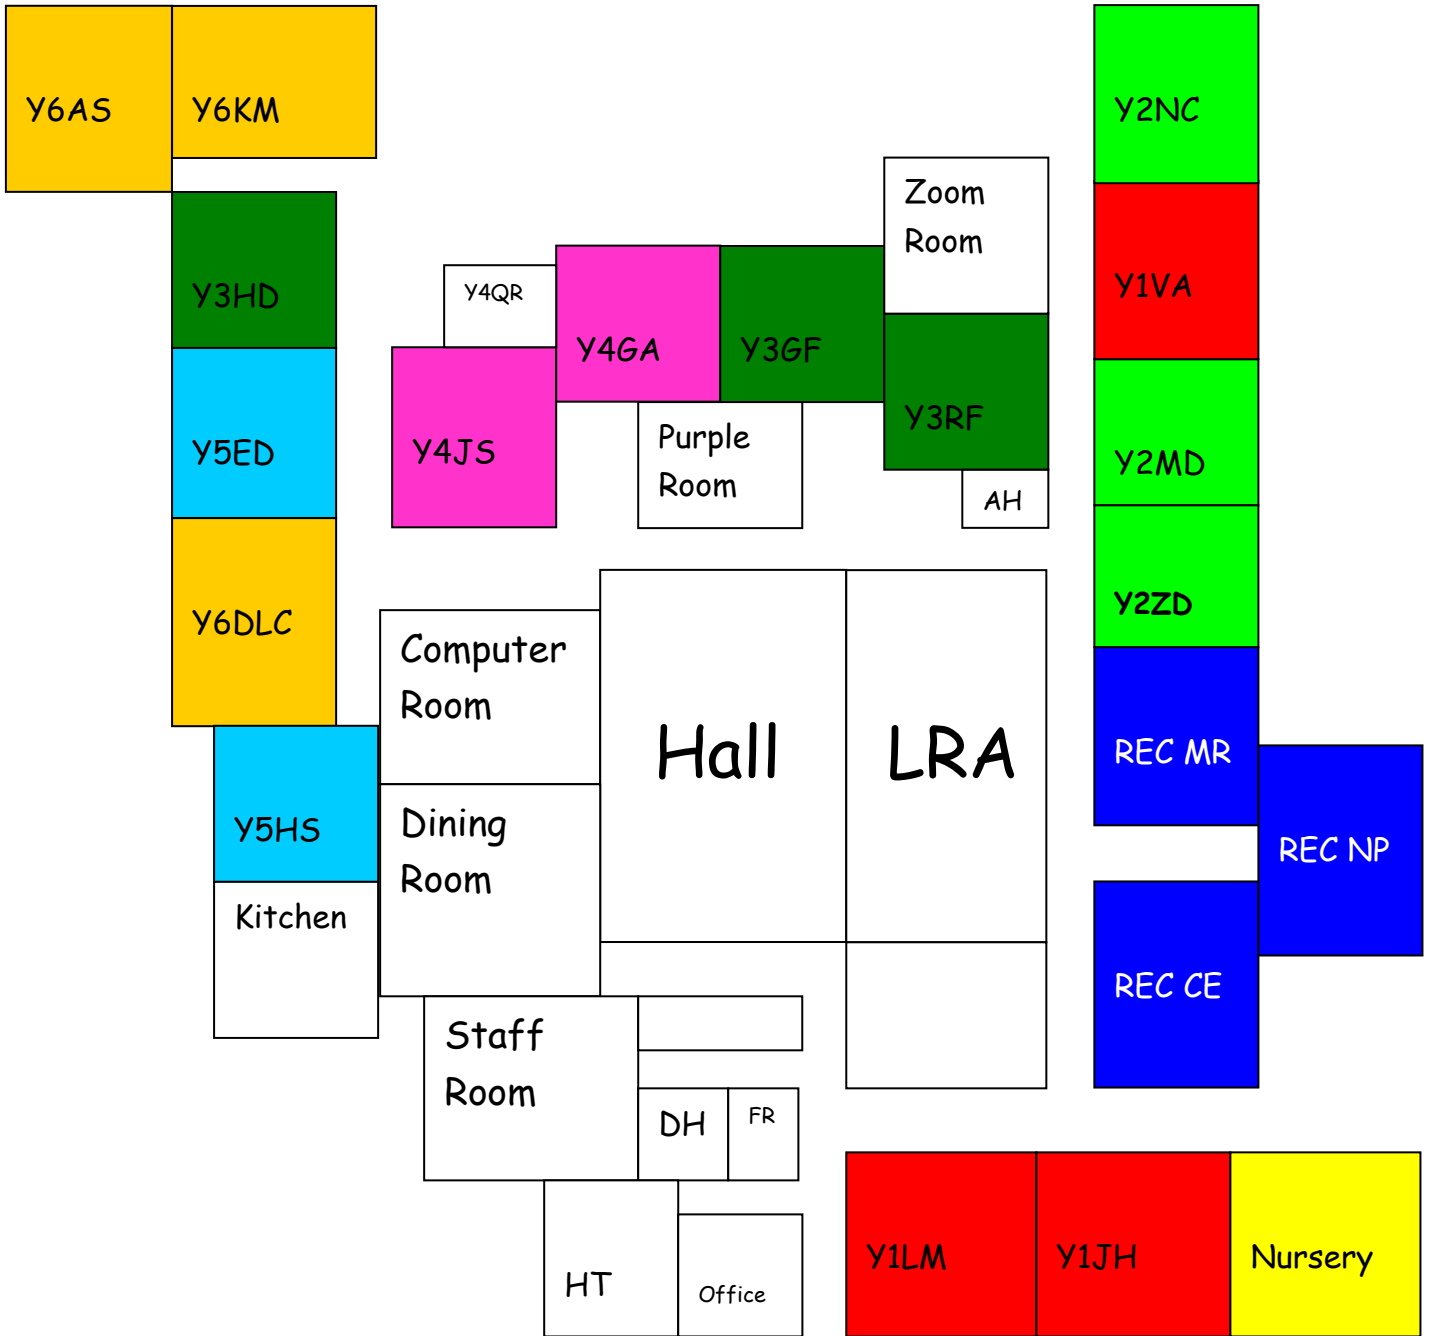 Y6AS
Y6KM
Y2NC
Zoom
Room
Y1VA
Y3HD
Y4QR
Y4GA
Y3GF
Y3RF
Y5ED
Y4JS
Purple
Room
Y2MD
AH
Y6DLC
Y2ZD
Computer
Room
Hall
LRA
REC MR
Y5HS
Dining
Room
REC NP
Kitchen
REC CE
Staff
Room
DH
FR
HT
Office
Y1LM
Y1JH
Nursery